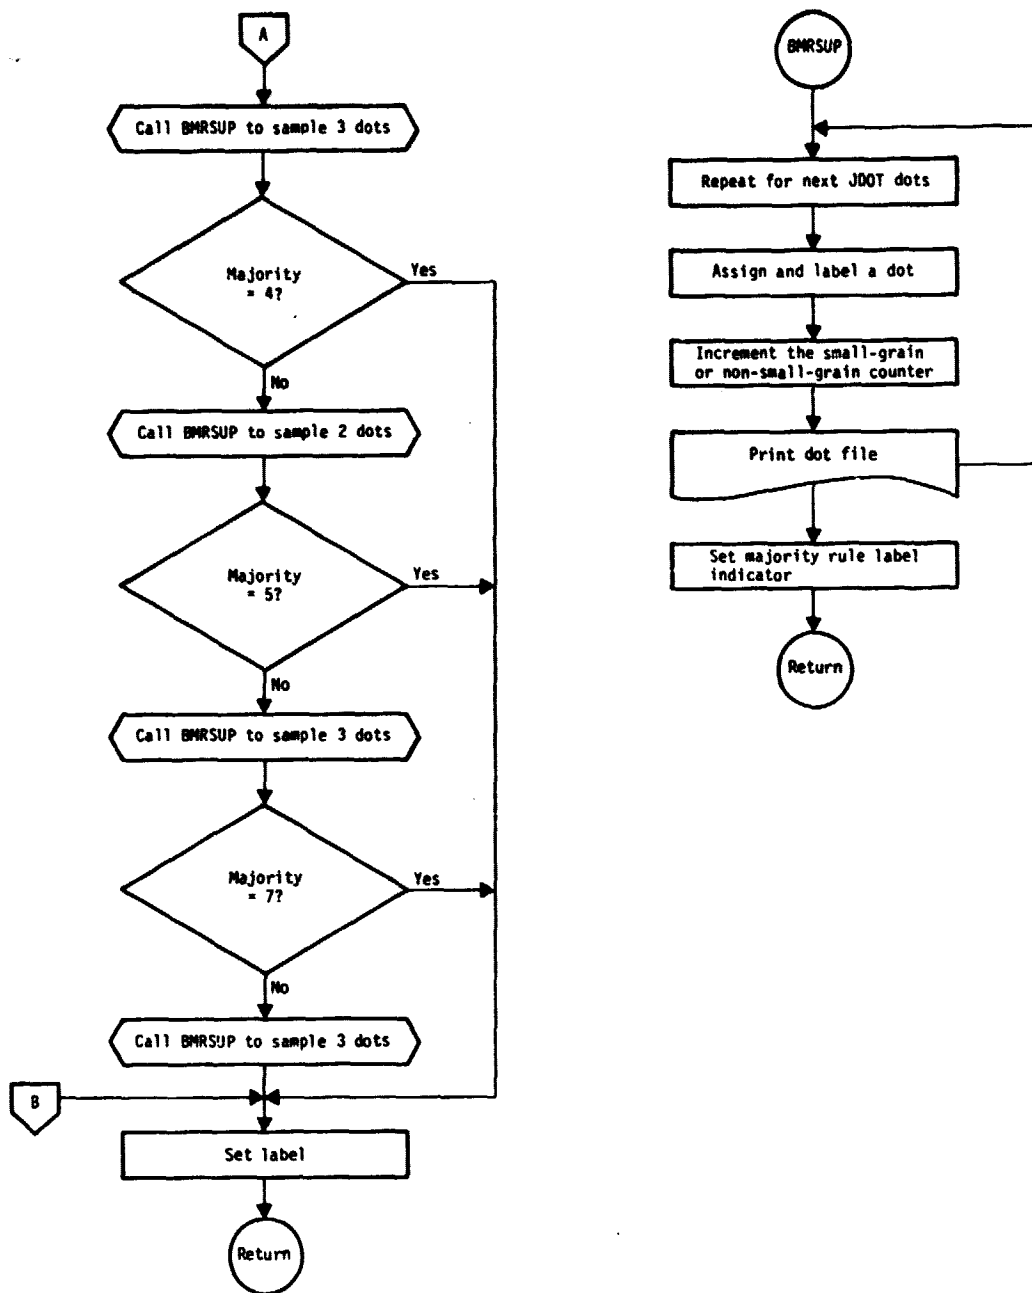 A
Call BMRSUP to sample 3 dots
Majority
= 4?
Yes
No
Call BMRSUP to sample 2 dots
Majority
= 5?
Yes
No
Call BMRSUP to sample 3 dots
Majority
= 7?
Yes
No
Call BMRSUP to sample 3 dots
B
Set label
Return
BMRSUP
Repeat for next JDOT dots
Assign and label a dot
Increment the small-grain
or non-small-grain counter
Print dot file
Set majority rule label
indicator
Return